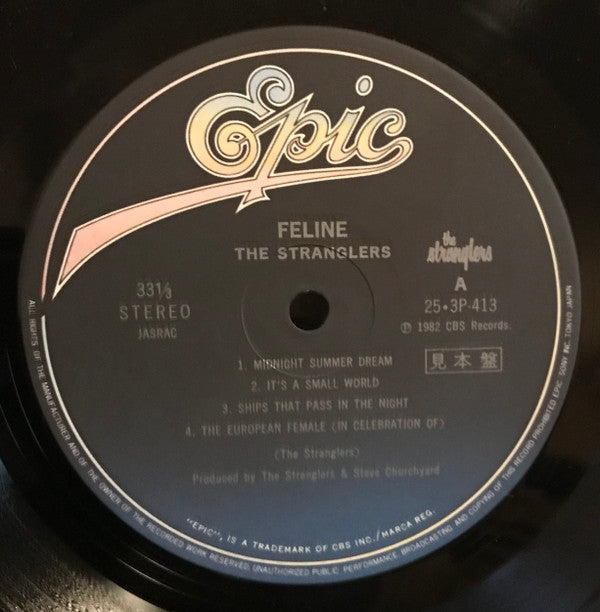 Epic
FELINE
THE STRANGLERS
the
stranglers
33⅓
STEREO
JASRAC
A
25・3P-413
Ⓟ 1982 CBS Records.
見本盤
1. MIDNIGHT SUMMER DREAM
2. IT'S A SMALL WORLD
3. SHIPS THAT PASS IN THE NIGHT
4. THE EUROPEAN FEMALE (IN CELEBRATION OF)
(The Stranglers)
Produced by The Stranglers & Steve Churchyard
"EPIC", IS A TRADEMARK OF CBS INC./MARCA REG.
ALL RIGHTS OF THE MANUFACTURER AND OF THE OWNER OF THE RECORDED WORK RESERVED. UNAUTHORIZED PUBLIC PERFORMANCE, BROADCASTING AND COPYING OF THIS RECORD PROHIBITED EPIC/SONY INC. TOKYO JAPAN